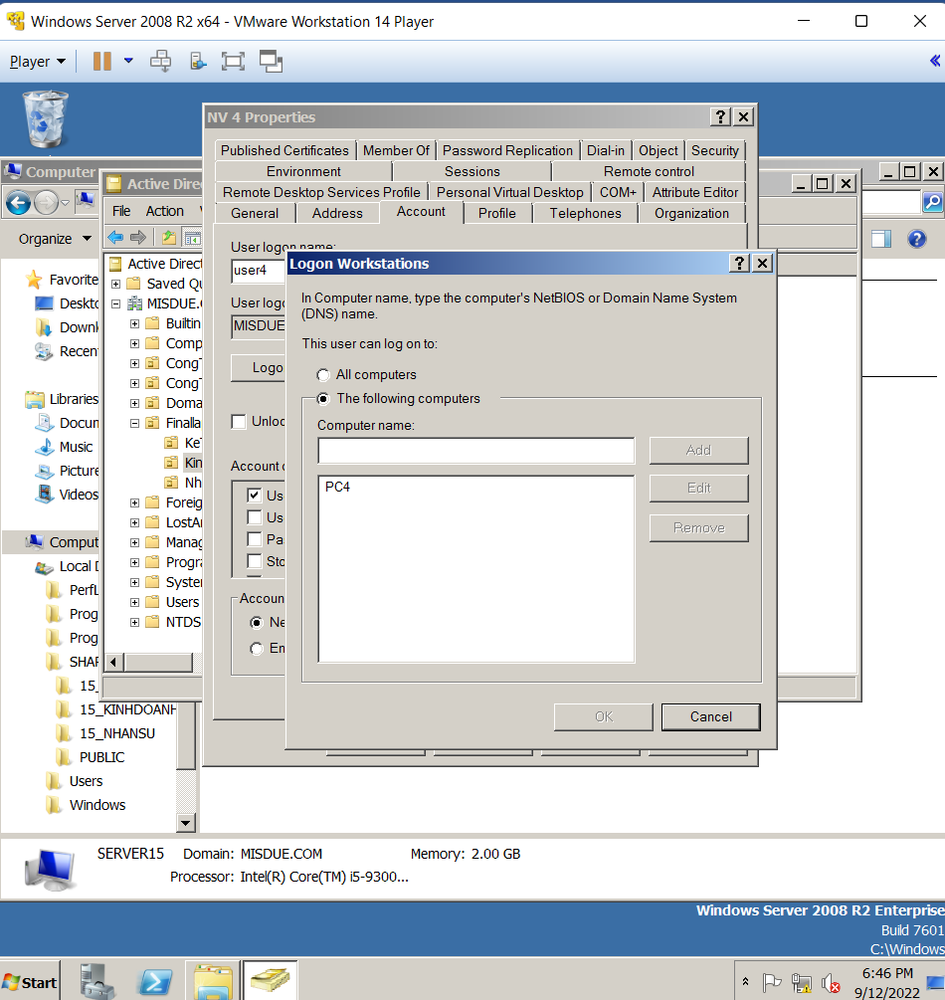 Windows Server 2008 R2 x64 - VMware Workstation 14 Player
Player
NV 4 Properties
Published Certificates Member Of Password Replication Dial-in Object Security
Environment Sessions Remote control
Remote Desktop Services Profile Personal Virtual Desktop COM+ Attribute Editor
General Address Account Profile Telephones Organization
User logon name:
user4
User logo
MISDUE
Logo
Unloc
Account o
Us
Us
Pa
Sto
Accoun
Ne
En
Logon Workstations
In Computer name, type the computer's NetBIOS or Domain Name System
(DNS) name.
This user can log on to:
All computers
The following computers
Computer name:
Add
Edit
Remove
PC4
OK
Cancel
Computer
Organize
Favorite
Deskto
Downl
Recen
Libraries
Docun
Music
Picture
Videos
Comput
Local D
PerfL
Prog
Prog
SHAR
15_
15_KINHDOANH
15_NHANSU
PUBLIC
Users
Windows
Active Dire
File Action
Active Direct
Saved Qu
MISDUE.C
Builtin
Comp
CongT
CongT
Doma
Finalla
KeT
Kin
Nh
Foreig
LostAr
Manag
Progra
System
Users
NTDS
SERVER15 Domain: MISDUE.COM Memory: 2.00 GB
Processor: Intel(R) Core(TM) i5-9300...
Windows Server 2008 R2 Enterprise
Build 7601
C:\Windows
Start
6:46 PM
9/12/2022